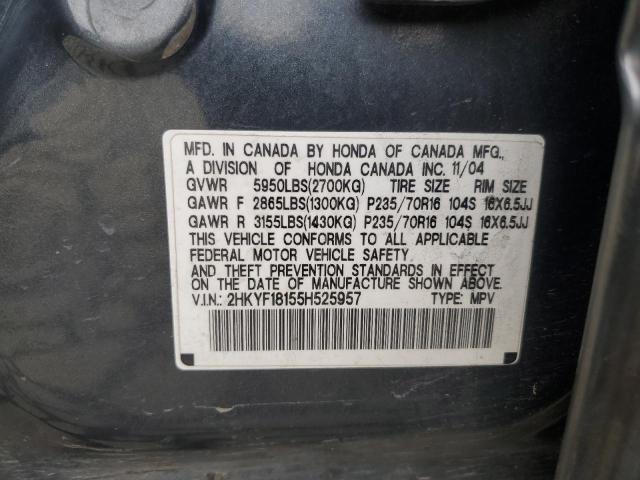 MFD. IN CANADA BY HONDA OF CANADA MFG.,
A DIVISION OF HONDA CANADA INC. 11/04
GVWR 5950LBS(2700KG) TIRE SIZE RIM SIZE
GAWR F 2865LBS(1300KG) P235/70R16 104S 16X6.5JJ
GAWR R 3155LBS(1430KG) P235/70R16 104S 16X6.5JJ
THIS VEHICLE CONFORMS TO ALL APPLICABLE
FEDERAL MOTOR VEHICLE SAFETY
AND THEFT PREVENTION STANDARDS IN EFFECT
ON THE DATE OF MANUFACTURE SHOWN ABOVE.
V.I.N.: 2HKYF18155H525957 TYPE: MPV